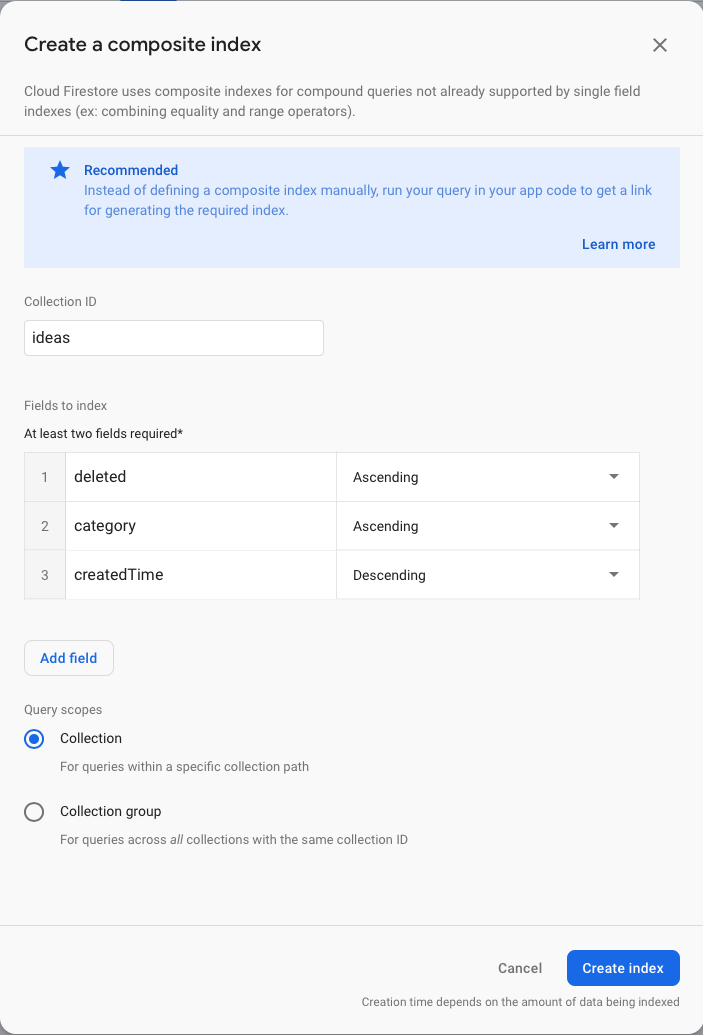 Create a composite index
Cloud Firestore uses composite indexes for compound queries not already supported by single field
indexes (ex: combining equality and range operators).
Recommended
Instead of defining a composite index manually, run your query in your app code to get a link
for generating the required index.
Learn more
Collection ID
ideas
Fields to index
At least two fields required*
1 deleted Ascending
2 category Ascending
3 createdTime Descending
Add field
Query scopes
Collection
For queries within a specific collection path
Collection group
For queries across all collections with the same collection ID
Cancel Create index
Creation time depends on the amount of data being indexed